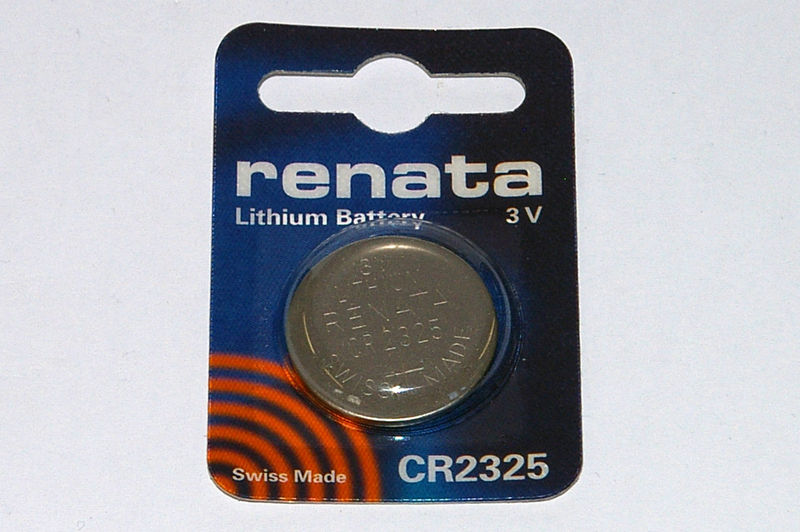 renata
Lithium Battery
3 V
RENATA
CR 2325
SWISS MADE
Swiss Made
CR2325